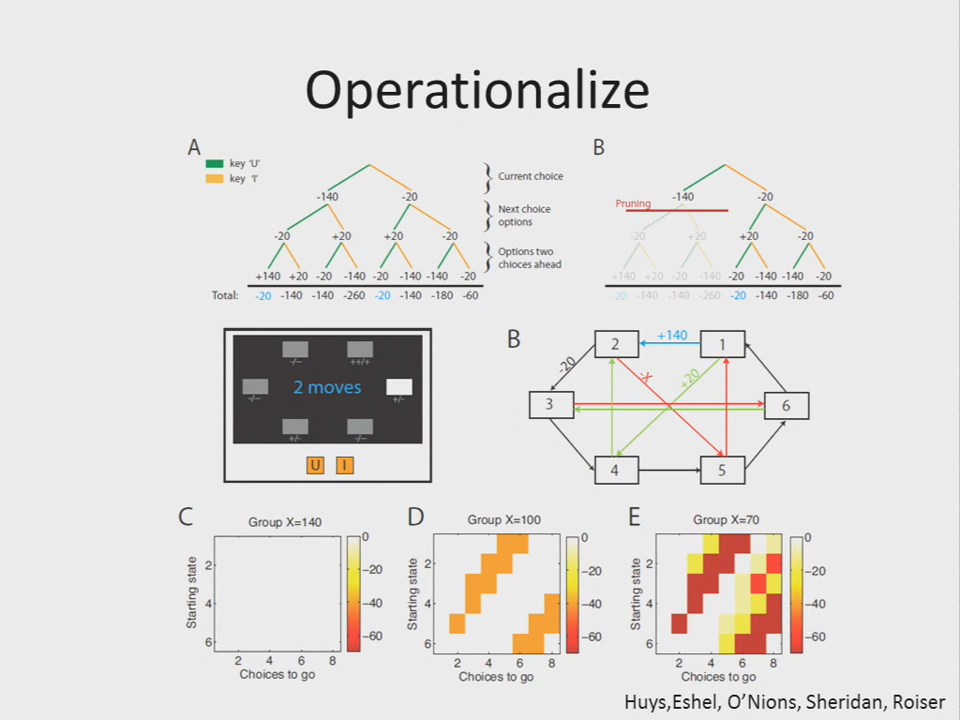 Operationalize
A
key 'U'
key 'I'
-140 -20
-20 +20 +20 -20
+140 +20 -20 -140 -20 -140 -140 -20
Total: -20 -140 -140 -260 -20 -140 -180 -60
Current choice
Next choice
options
Options two
chioces ahead
B
-140 -20
Pruning
-20 +20 +20 -20
+140 +20 -20 -140 -20 -140 -140 -20
-20 -140 -140 -260 -20 -140 -180 -60
-/-- ++/+
-/-- 2 moves +/-
+/- -/--
U I
B
2 +140 1
-20 -X +20
3 6
4 5
C
Group X=140
Starting state
2
4
6
2 4 6 8
Choices to go
0
−20
−40
−60
D
Group X=100
Starting state
2
4
6
2 4 6 8
Choices to go
0
−20
−40
−60
E
Group X=70
Starting state
2
4
6
2 4 6 8
Choices to go
0
−20
−40
−60
Huys,Eshel, O’Nions, Sheridan, Roiser